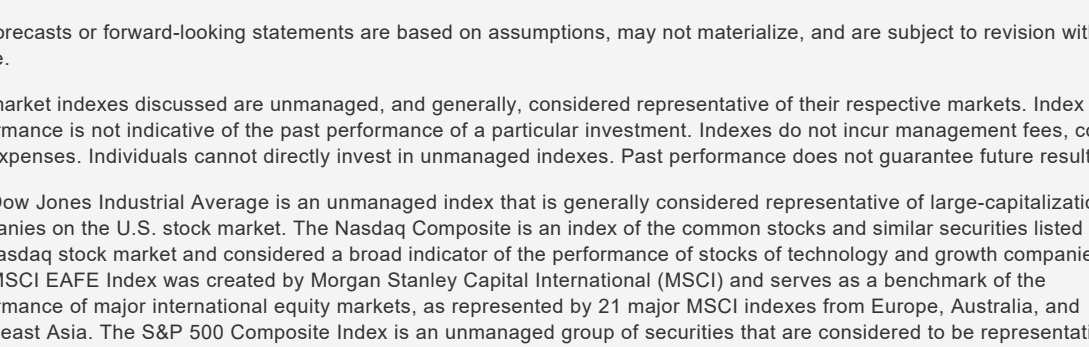 orecasts or forward-looking statements are based on assumptions, may not materialize, and are subject to revision wit
e.
market indexes discussed are unmanaged, and generally, considered representative of their respective markets. Index
rmance is not indicative of the past performance of a particular investment. Indexes do not incur management fees, co
xpenses. Individuals cannot directly invest in unmanaged indexes. Past performance does not guarantee future result
Dow Jones Industrial Average is an unmanaged index that is generally considered representative of large-capitalizatio
anies on the U.S. stock market. The Nasdaq Composite is an index of the common stocks and similar securities listed
asdaq stock market and considered a broad indicator of the performance of stocks of technology and growth companie
MSCI EAFE Index was created by Morgan Stanley Capital International (MSCI) and serves as a benchmark of the
rmance of major international equity markets, as represented by 21 major MSCI indexes from Europe, Australia, and
east Asia. The S&P 500 Composite Index is an unmanaged group of securities that are considered to be representati